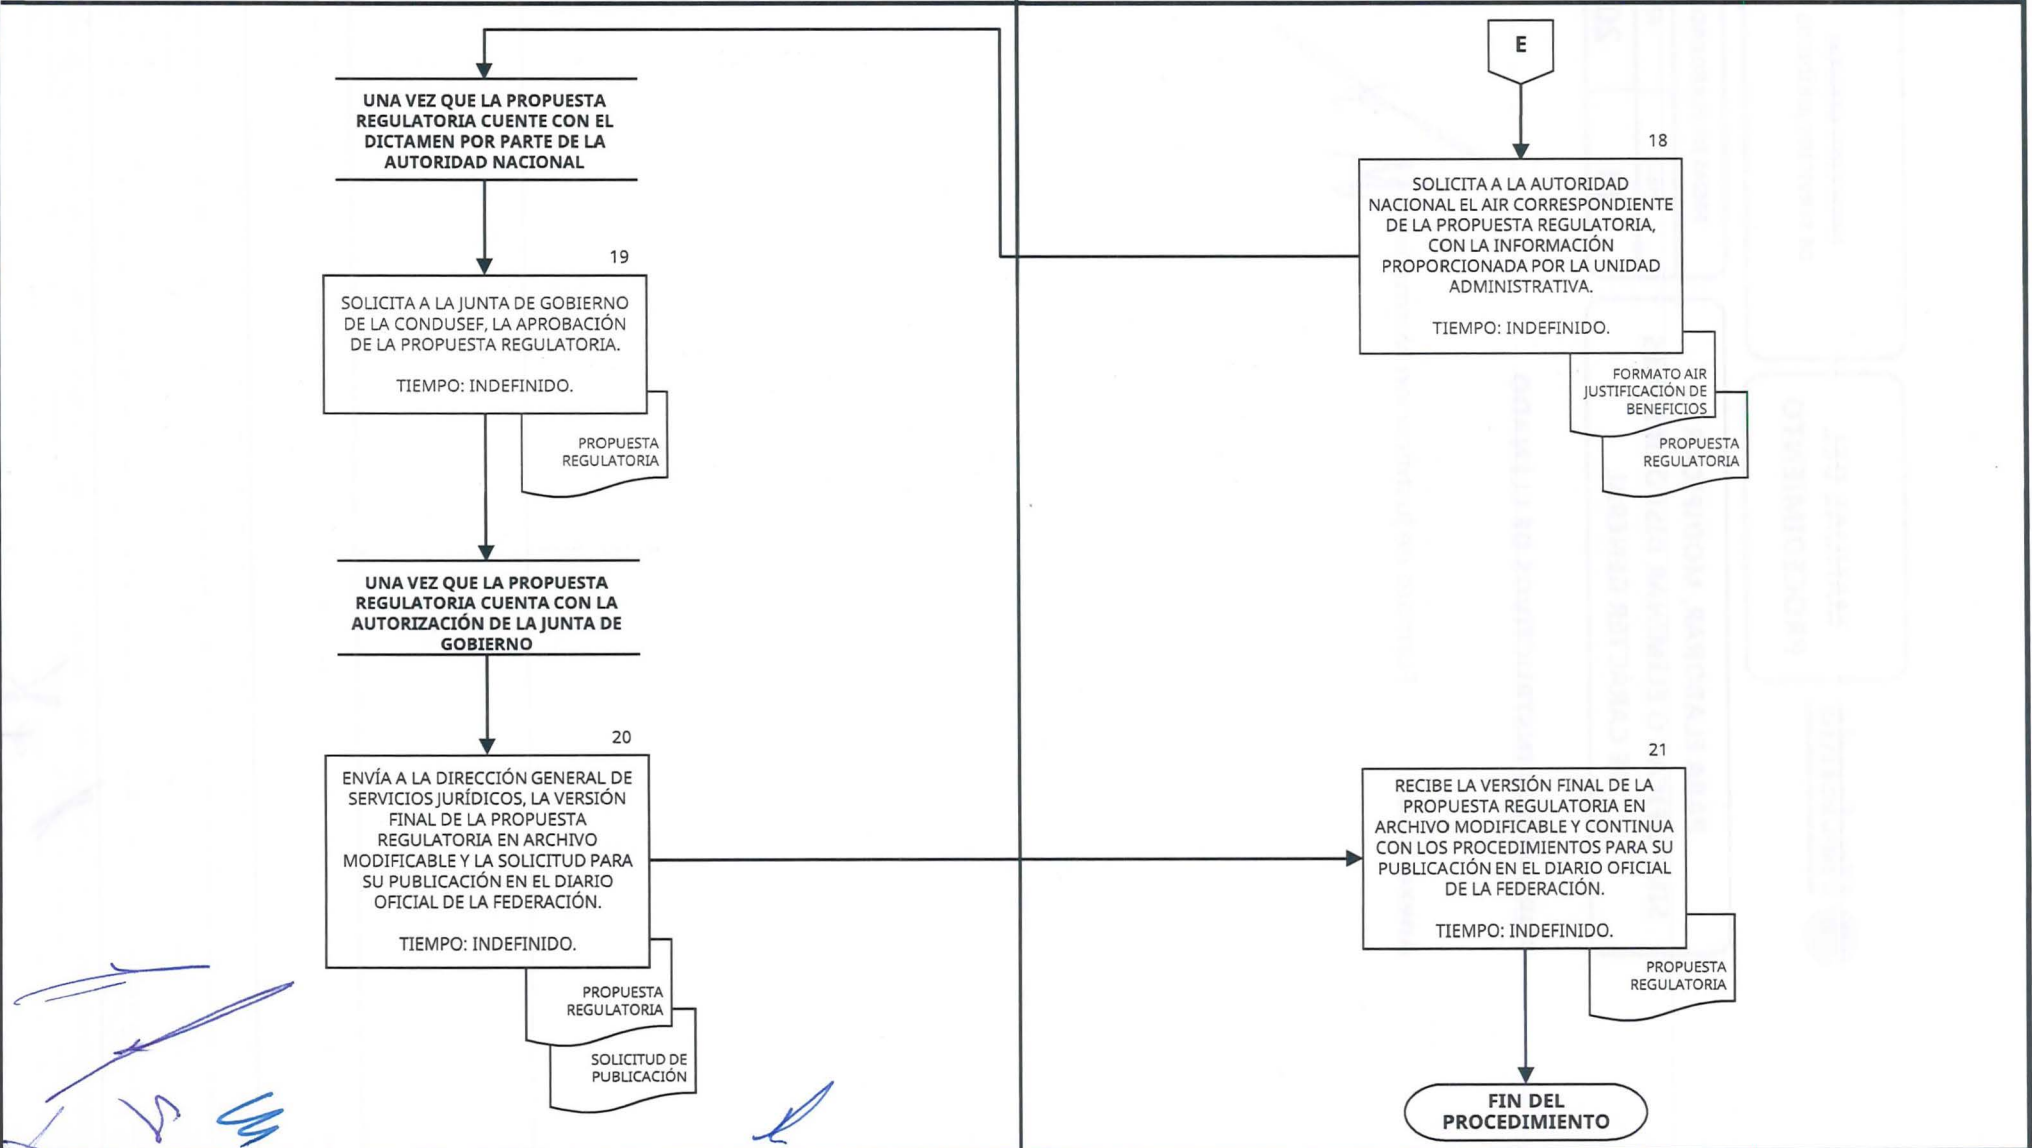 E
18
SOLICITA A LA AUTORIDAD
NACIONAL EL AIR CORRESPONDIENTE
DE LA PROPUESTA REGULATORIA,
CON LA INFORMACIÓN
PROPORCIONADA POR LA UNIDAD
ADMINISTRATIVA.
TIEMPO: INDEFINIDO.
FORMATO AIR
JUSTIFICACIÓN DE
BENEFICIOS
PROPUESTA
REGULATORIA
UNA VEZ QUE LA PROPUESTA
REGULATORIA CUENTE CON EL
DICTAMEN POR PARTE DE LA
AUTORIDAD NACIONAL
19
SOLICITA A LA JUNTA DE GOBIERNO
DE LA CONDUSEF, LA APROBACIÓN
DE LA PROPUESTA REGULATORIA.
TIEMPO: INDEFINIDO.
PROPUESTA
REGULATORIA
UNA VEZ QUE LA PROPUESTA
REGULATORIA CUENTA CON LA
AUTORIZACIÓN DE LA JUNTA DE
GOBIERNO
20
ENVÍA A LA DIRECCIÓN GENERAL DE
SERVICIOS JURÍDICOS, LA VERSIÓN
FINAL DE LA PROPUESTA
REGULATORIA EN ARCHIVO
MODIFICABLE Y LA SOLICITUD PARA
SU PUBLICACIÓN EN EL DIARIO
OFICIAL DE LA FEDERACIÓN.
TIEMPO: INDEFINIDO.
PROPUESTA
REGULATORIA
SOLICITUD DE
PUBLICACIÓN
21
RECIBE LA VERSIÓN FINAL DE LA
PROPUESTA REGULATORIA EN
ARCHIVO MODIFICABLE Y CONTINUA
CON LOS PROCEDIMIENTOS PARA SU
PUBLICACIÓN EN EL DIARIO OFICIAL
DE LA FEDERACIÓN.
TIEMPO: INDEFINIDO.
PROPUESTA
REGULATORIA
FIN DEL
PROCEDIMIENTO